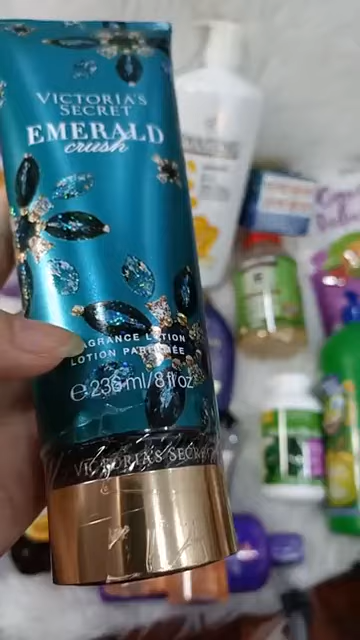 VICTORIA'S
SECRET
EMERALD
crush
FRAGRANCE LOTION
LOTION PARFUMÉE
e 236 ml/8 fl oz
VICTORIA'S SECRET